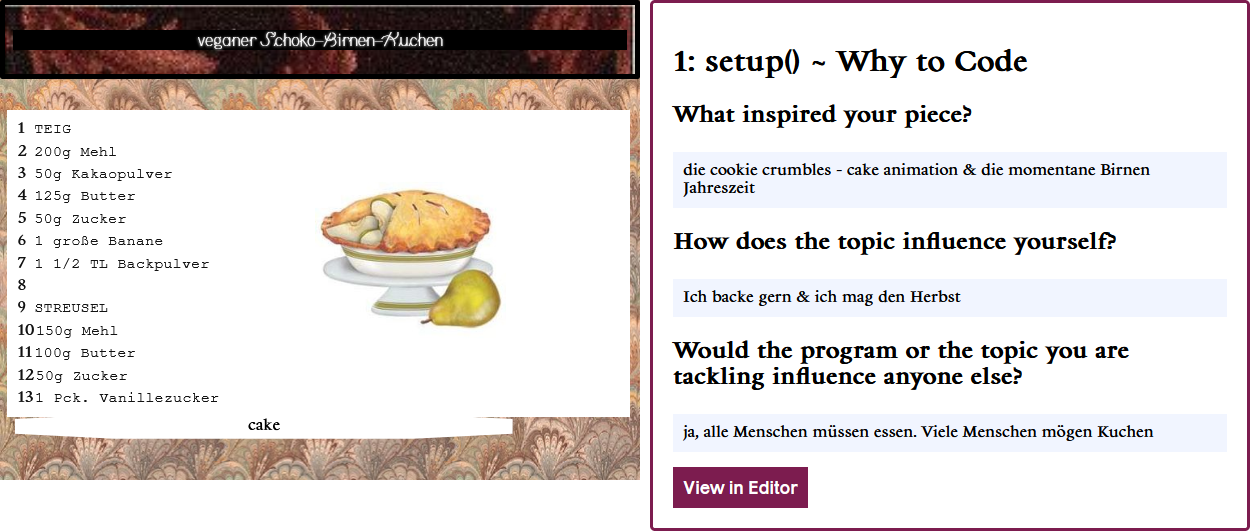 veganer Schoko-Birnen-Kuchen
1 TEIG
2 200g Mehl
3 50g Kakaopulver
4 125g Butter
5 50g Zucker
6 1 große Banane
7 1 1/2 TL Backpulver
8
9 STREUSEL
10 150g Mehl
11 100g Butter
12 50g Zucker
13 1 Pck. Vanillezucker
cake
1: setup() ~ Why to Code
What inspired your piece?
die cookie crumbles - cake animation & die momentane Birnen
Jahreszeit
How does the topic influence yourself?
Ich backe gern & ich mag den Herbst
Would the program or the topic you are
tackling influence anyone else?
ja, alle Menschen müssen essen. Viele Menschen mögen Kuchen
View in Editor